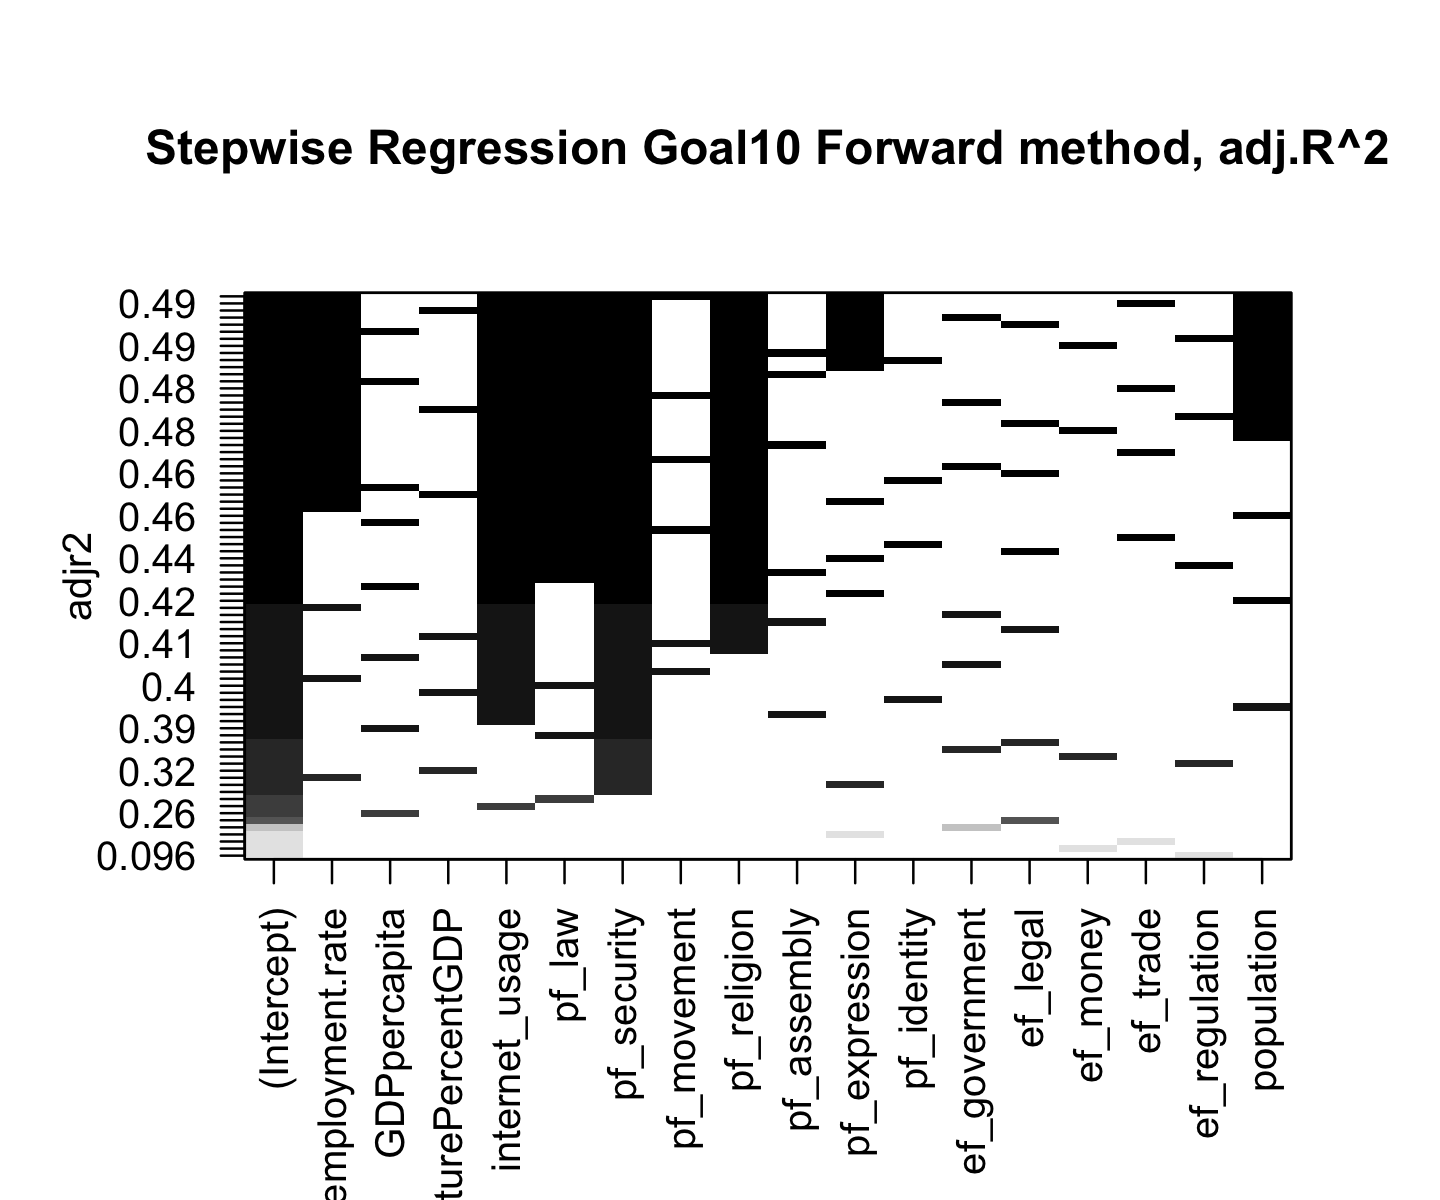 Stepwise Regression Goal10 Forward method, adj.R^2
adjr2
0.49
0.49
0.48
0.48
0.46
0.46
0.44
0.42
0.41
0.4
0.39
0.32
0.26
0.096
(Intercept)
employment.rate
GDPpercapita
turePercentGDP
internet_usage
pf_law
pf_security
pf_movement
pf_religion
pf_assembly
pf_expression
pf_identity
ef_government
ef_legal
ef_money
ef_trade
ef_regulation
population